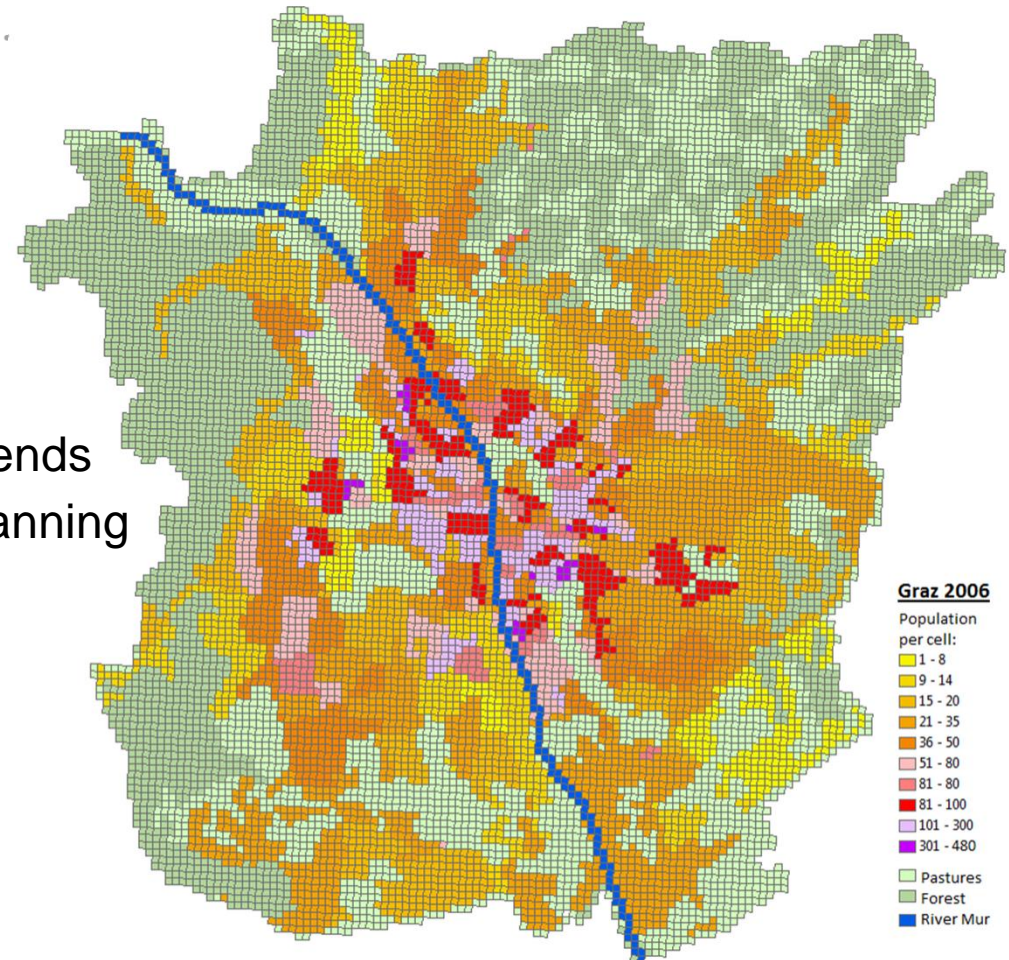 ends
anning
Graz 2006
Population
per cell:
1 - 8
9 - 14
15 - 20
21 - 35
36 - 50
51 - 80
81 - 80
81 - 100
101 - 300
301 - 480
Pastures
Forest
River Mur